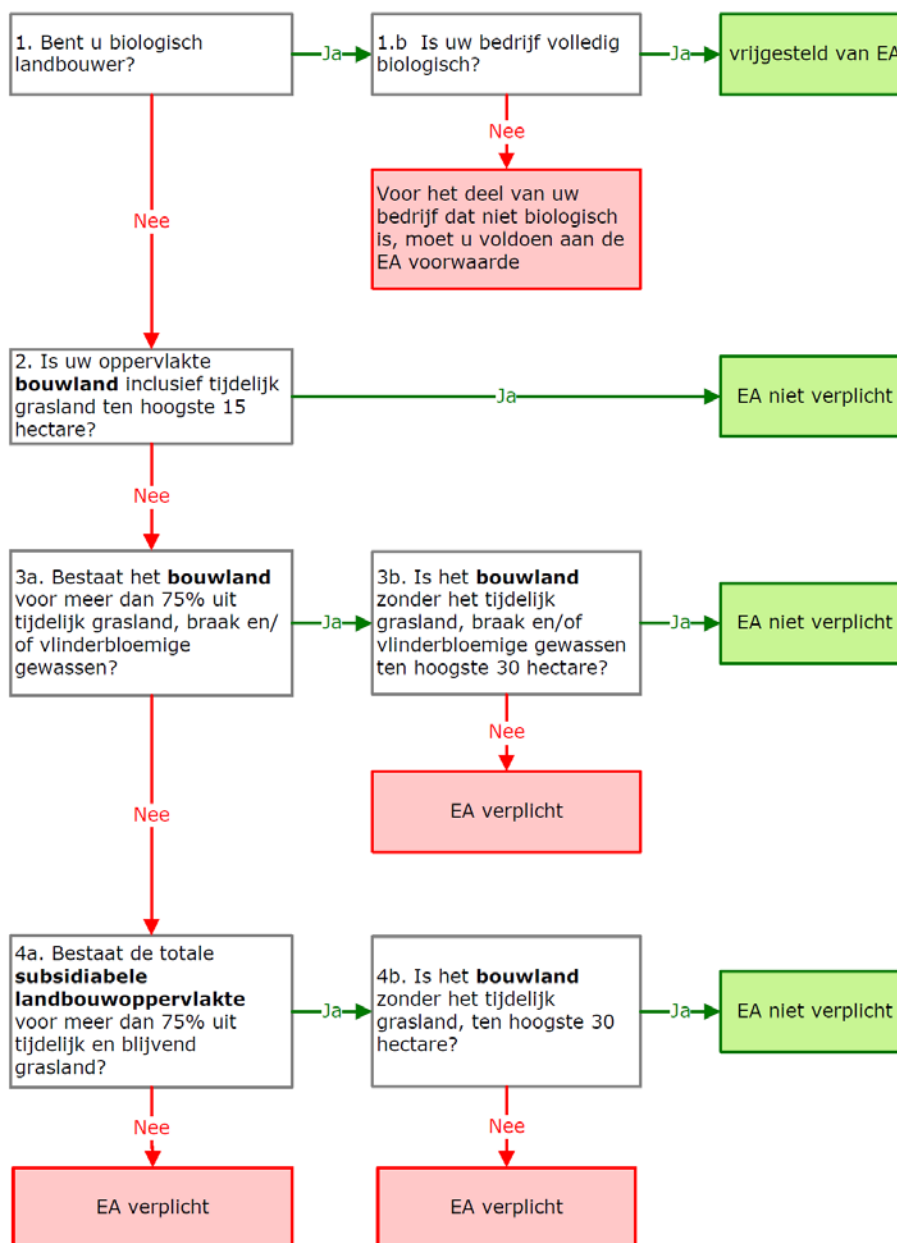 1. Bent u biologisch
landbouwer?
Ja
1.b Is uw bedrijf volledig
biologisch?
Ja
vrijgesteld van EA
Nee
Nee
Voor het deel van uw
bedrijf dat niet biologisch
is, moet u voldoen aan de
EA voorwaarde
2. Is uw oppervlakte
bouwland inclusief tijdelijk
grasland ten hoogste 15
hectare?
Ja
EA niet verplicht
Nee
3a. Bestaat het bouwland
voor meer dan 75% uit
tijdelijk grasland, braak en/
of vlinderbloemige
gewassen?
Ja
3b. Is het bouwland
zonder het tijdelijk
grasland, braak en/of
vlinderbloemige gewassen
ten hoogste 30 hectare?
Ja
EA niet verplicht
Nee
EA verplicht
Nee
4a. Bestaat de totale
subsidiabele
landbouwoppervlakte
voor meer dan 75% uit
tijdelijk en blijvend
grasland?
Ja
4b. Is het bouwland
zonder het tijdelijk
grasland, ten hoogste 30
hectare?
Ja
EA niet verplicht
Nee
Nee
EA verplicht
EA verplicht